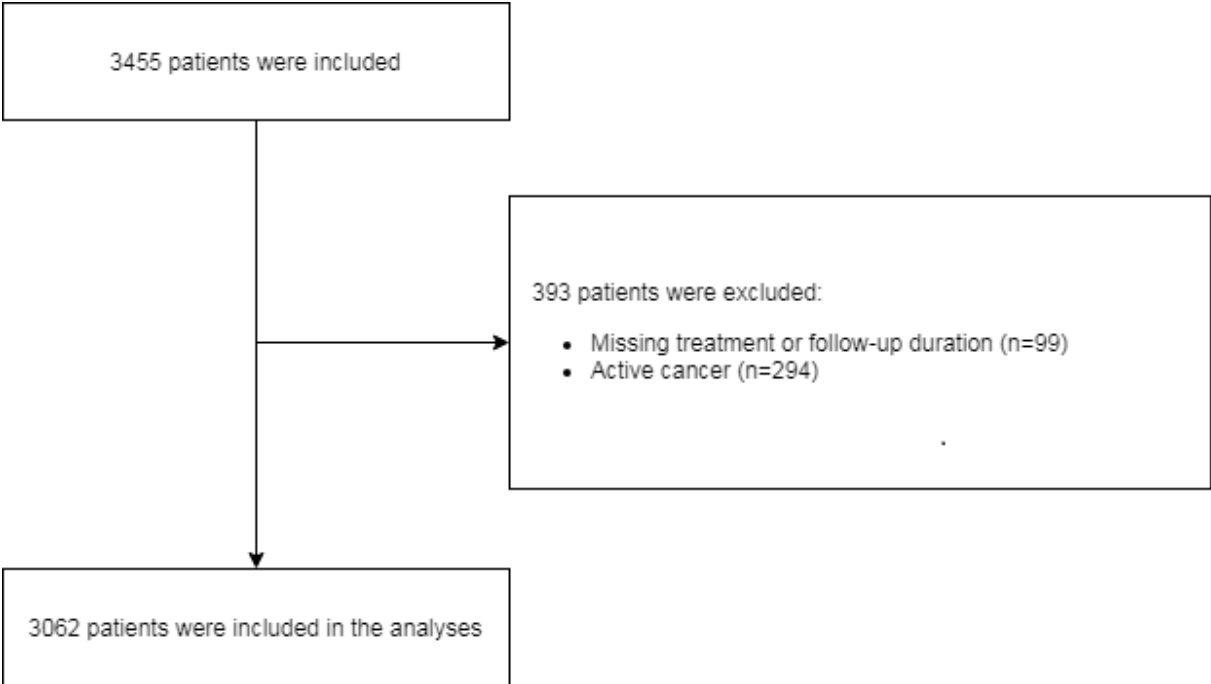 3455 patients were included
393 patients were excluded:
• Missing treatment or follow-up duration (n=99)
• Active cancer (n=294)
.
3062 patients were included in the analyses